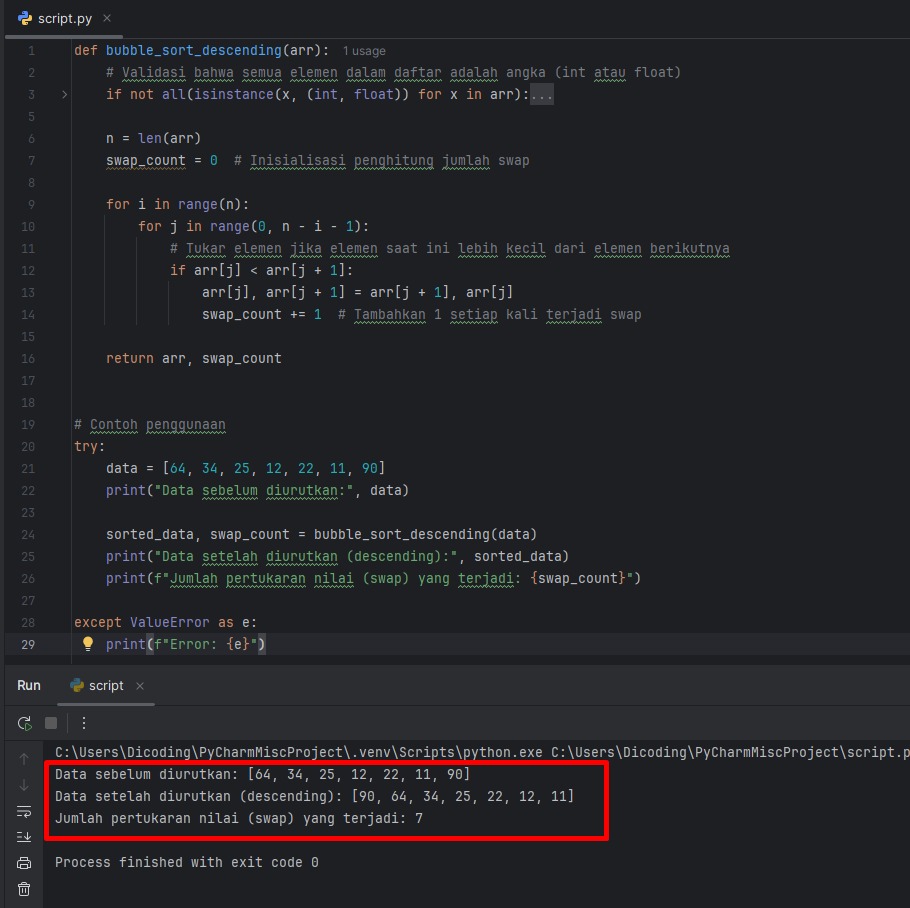 script.py
1 def bubble_sort_descending(arr): 1 usage
2 # Validasi bahwa semua elemen dalam daftar adalah angka (int atau float)
3 if not all(isinstance(x, (int, float)) for x in arr):...
5
6 n = len(arr)
7 swap_count = 0 # Inisialisasi penghitung jumlah swap
8
9 for i in range(n):
10 for j in range(0, n - i - 1):
11 # Tukar elemen jika elemen saat ini lebih kecil dari elemen berikutnya
12 if arr[j] < arr[j + 1]:
13 arr[j], arr[j + 1] = arr[j + 1], arr[j]
14 swap_count += 1 # Tambahkan 1 setiap kali terjadi swap
15
16 return arr, swap_count
17
18
19 # Contoh penggunaan
20 try:
21 data = [64, 34, 25, 12, 22, 11, 90]
22 print("Data sebelum diurutkan:", data)
23
24 sorted_data, swap_count = bubble_sort_descending(data)
25 print("Data setelah diurutkan (descending):", sorted_data)
26 print(f"Jumlah pertukaran nilai (swap) yang terjadi: {swap_count}")
27
28 except ValueError as e:
29 print(f"Error: {e}")
Run script
C:\Users\Dicoding\PyCharmMiscProject\.venv\Scripts\python.exe C:\Users\Dicoding\PyCharmMiscProject\script.p
Data sebelum diurutkan: [64, 34, 25, 12, 22, 11, 90]
Data setelah diurutkan (descending): [90, 64, 34, 25, 22, 12, 11]
Jumlah pertukaran nilai (swap) yang terjadi: 7
Process finished with exit code 0